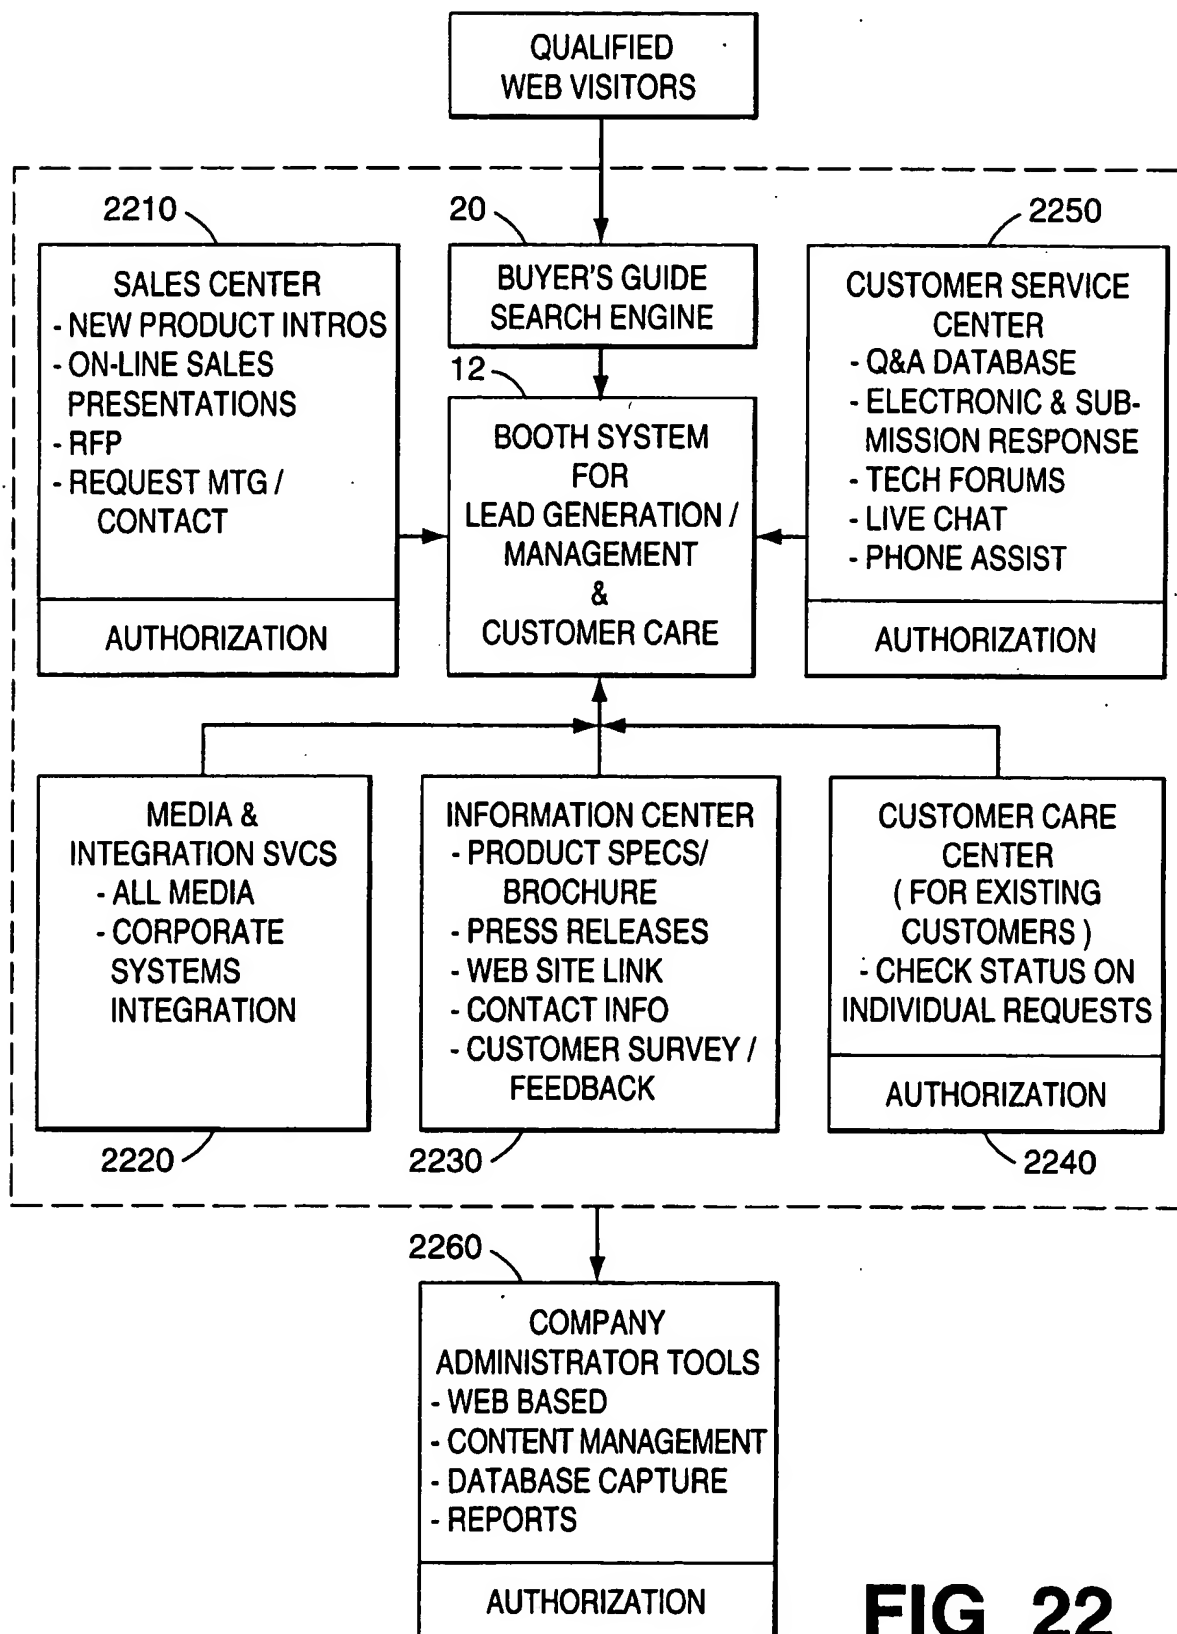 QUALIFIED
WEB VISITORS
2210
SALES CENTER
- NEW PRODUCT INTROS
- ON-LINE SALES
PRESENTATIONS
- RFP
- REQUEST MTG /
CONTACT
AUTHORIZATION
20
BUYER'S GUIDE
SEARCH ENGINE
12
BOOTH SYSTEM
FOR
LEAD GENERATION /
MANAGEMENT
&
CUSTOMER CARE
2250
CUSTOMER SERVICE
CENTER
- Q&A DATABASE
- ELECTRONIC & SUB-
MISSION RESPONSE
- TECH FORUMS
- LIVE CHAT
- PHONE ASSIST
AUTHORIZATION
MEDIA &
INTEGRATION SVCS
- ALL MEDIA
- CORPORATE
SYSTEMS
INTEGRATION
2220
INFORMATION CENTER
- PRODUCT SPECS/
BROCHURE
- PRESS RELEASES
- WEB SITE LINK
- CONTACT INFO
- CUSTOMER SURVEY /
FEEDBACK
2230
CUSTOMER CARE
CENTER
( FOR EXISTING
CUSTOMERS )
- CHECK STATUS ON
INDIVIDUAL REQUESTS
AUTHORIZATION
2240
2260
COMPANY
ADMINISTRATOR TOOLS
- WEB BASED
- CONTENT MANAGEMENT
- DATABASE CAPTURE
- REPORTS
AUTHORIZATION
FIG 22